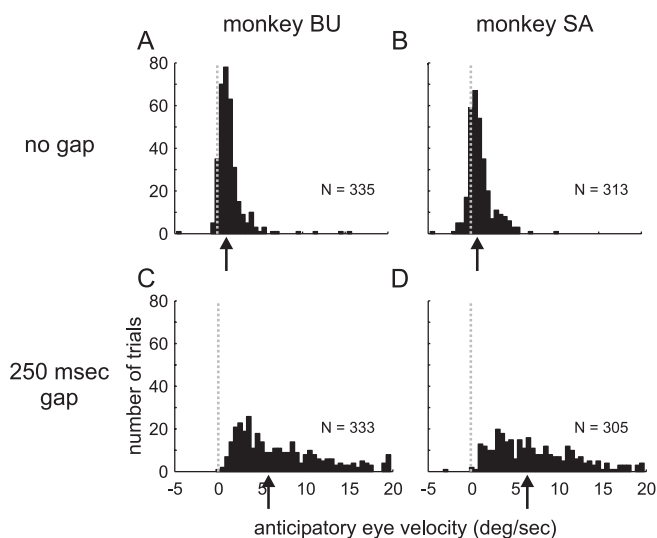 monkey BU
monkey SA
A
B
no gap
80
60
40
20
0
N = 335
N = 313
C
D
250 msec
gap
number of trials
80
60
40
20
0
N = 333
N = 305
-5 0 5 10 15 20
-5 0 5 10 15 20
anticipatory eye velocity (deg/sec)